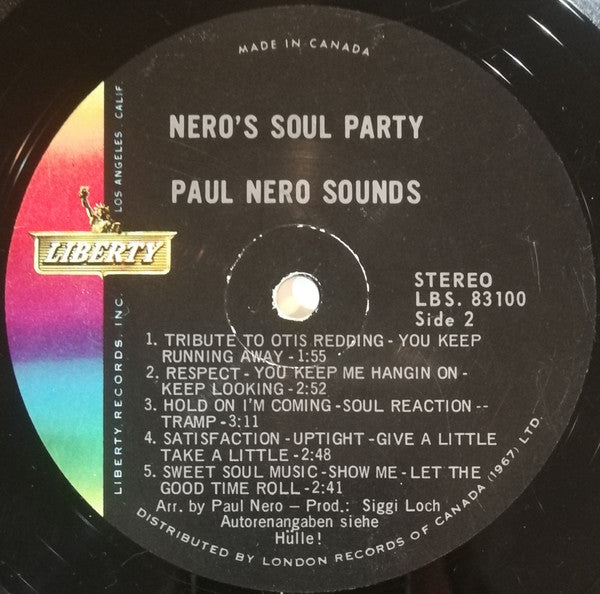 MADE IN CANADA
NERO'S SOUL PARTY
PAUL NERO SOUNDS
LIBERTY
STEREO
LBS. 83100
Side 2
1. TRIBUTE TO OTIS REDDING - YOU KEEP
RUNNING AWAY - 1:55
2. RESPECT - YOU KEEP ME HANGIN ON -
KEEP LOOKING - 2:52
3. HOLD ON I'M COMING - SOUL REACTION --
TRAMP - 3:11
4. SATISFACTION - UPTIGHT - GIVE A LITTLE
TAKE A LITTLE - 2:48
5. SWEET SOUL MUSIC - SHOW ME - LET THE
GOOD TIME ROLL - 2:41
Arr. by Paul Nero – Prod.: Siggi Loch
Autorenangaben siehe
Hülle!
LIBERTY RECORDS, INC. LOS ANGELES, CALIF.
DISTRIBUTED BY LONDON RECORDS OF CANADA (1967) LTD.